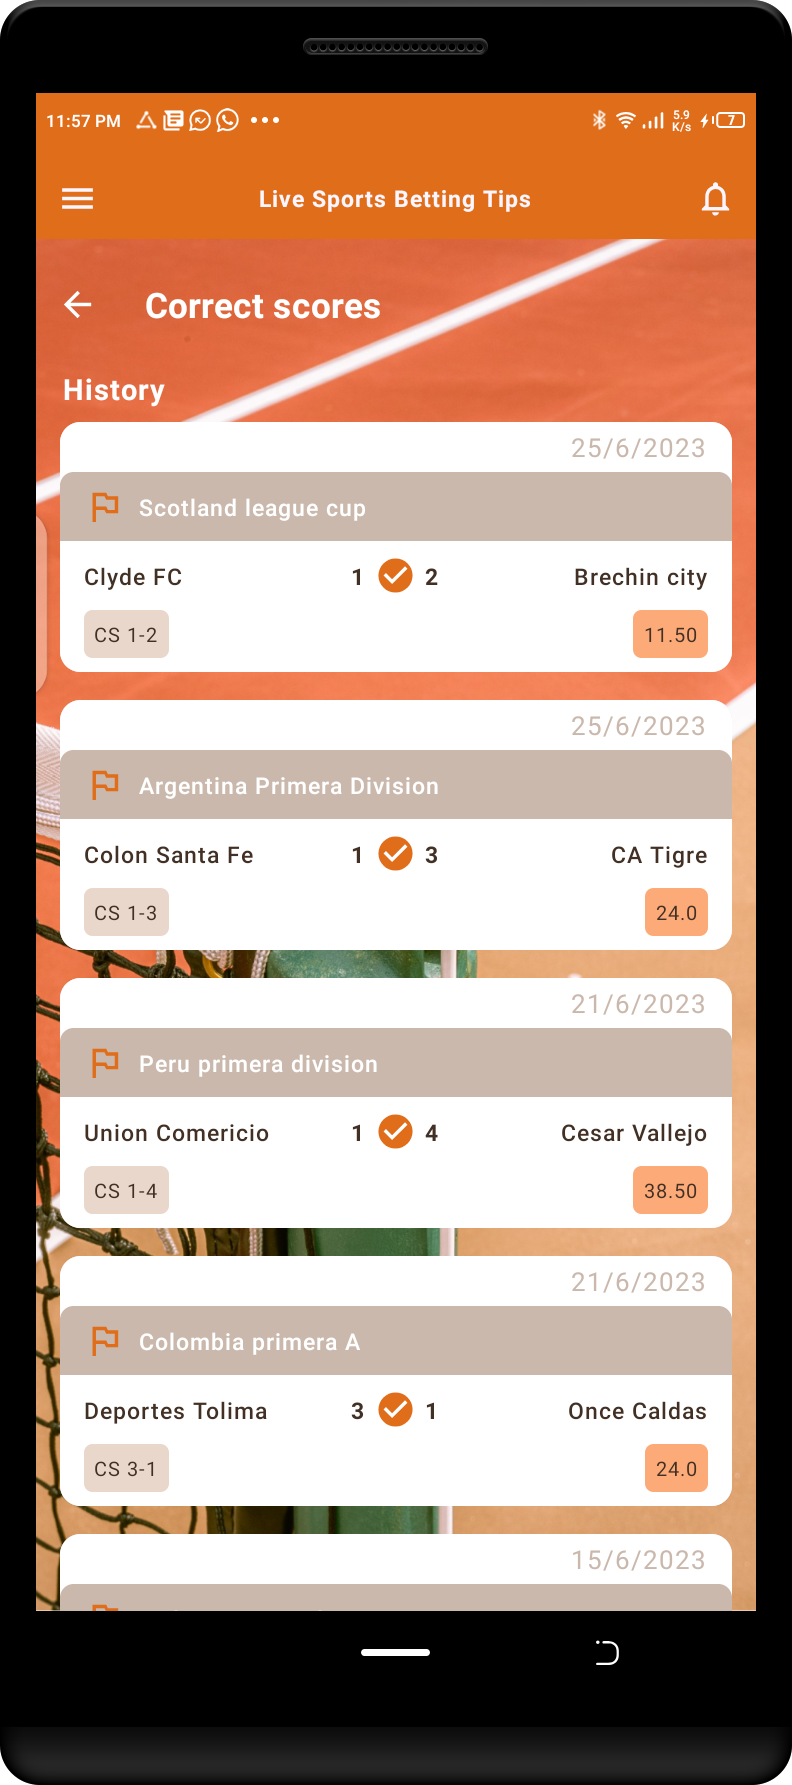 11:57 PM 5.9 K/s 7
Live Sports Betting Tips
Correct scores
History
25/6/2023
Scotland league cup
Clyde FC 1 2 Brechin city
CS 1-2 11.50
25/6/2023
Argentina Primera Division
Colon Santa Fe 1 3 CA Tigre
CS 1-3 24.0
21/6/2023
Peru primera division
Union Comericio 1 4 Cesar Vallejo
CS 1-4 38.50
21/6/2023
Colombia primera A
Deportes Tolima 3 1 Once Caldas
CS 3-1 24.0
15/6/2023